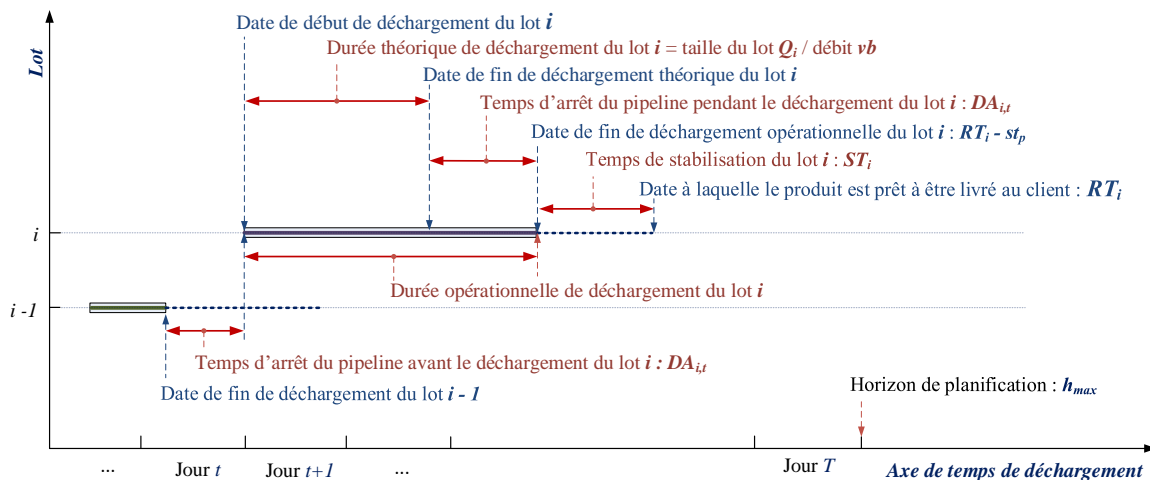 Lot
Date de début de déchargement du lot i
Durée théorique de déchargement du lot i = taille du lot Qi / débit vb
Date de fin de déchargement théorique du lot i
Temps d'arrêt du pipeline pendant le déchargement du lot i : DAi,t
Date de fin de déchargement opérationnelle du lot i : RTi - stp
Temps de stabilisation du lot i : STi
Date à laquelle le produit est prêt à être livré au client : RTi
i
Durée opérationnelle de déchargement du lot i
i -1
Temps d'arrêt du pipeline avant le déchargement du lot i : DAi,t
Date de fin de déchargement du lot i - 1
Horizon de planification : hmax
... Jour t Jour t+1 ... Jour T Axe de temps de déchargement